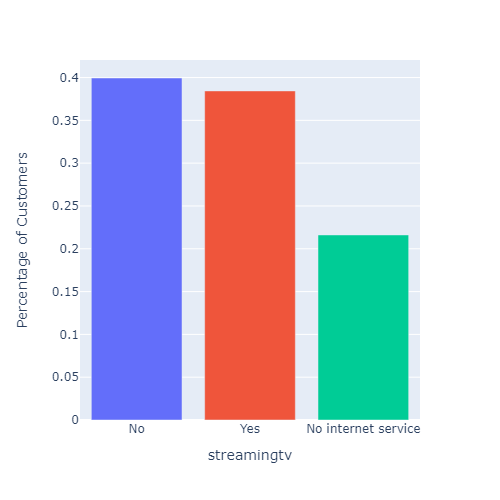 0.4
0.35
0.3
0.25
0.2
0.15
0.1
0.05
0
Percentage of Customers
No
Yes
No internet service
streamingtv